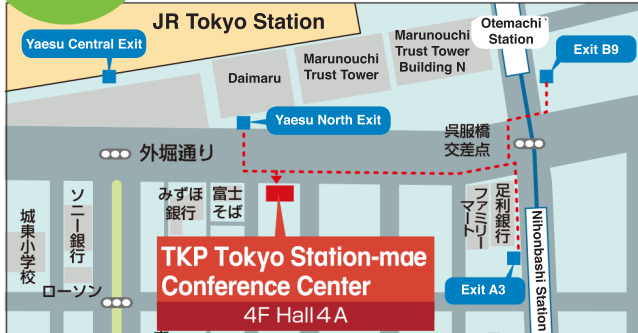 JR Tokyo Station
Yaesu Central Exit
Otemachi
Station
Marunouchi
Trust Tower
Building N
Exit B9
Marunouchi
Trust Tower
Daimaru
Yaesu North Exit
呉服橋
交差点
外堀通り
城東小学校
ソニー銀行
みずほ
銀行
富士
そば
ファミリー
マート
足利銀行
Nihonbashi Station
TKP Tokyo Station-mae
Conference Center
4F Hall4A
ローソン
Exit A3